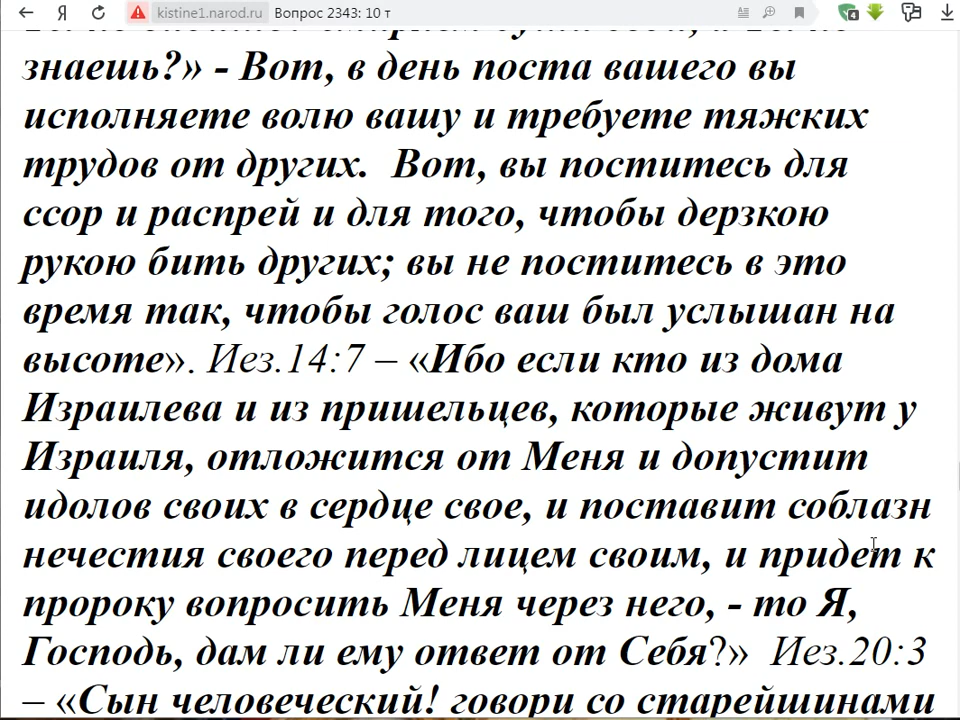 kistine1.narod.ru Вопрос 2343: 10 т
знаешь?» - Вот, в день поста вашего вы
исполняете волю вашу и требуете тяжких
трудов от других. Вот, вы поститесь для
ссор и распрей и для того, чтобы дерзкою
рукою бить других; вы не поститесь в это
время так, чтобы голос ваш был услышан на
высоте». Иез.14:7 – «Ибо если кто из дома
Израилева и из пришельцев, которые живут у
Израиля, отложится от Меня и допустит
идолов своих в сердце свое, и поставит соблазн
нечестия своего перед лицем своим, и придет к
пророку вопросить Меня через него, - то Я,
Господь, дам ли ему ответ от Себя?» Иез.20:3
– «Сын человеческий! говори со старейшинами